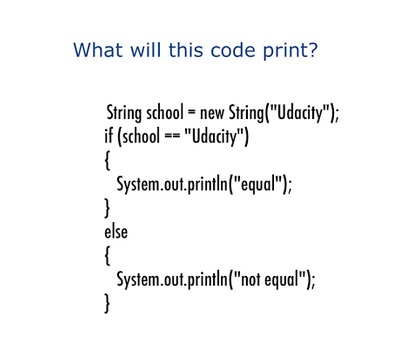 What will this code print?
String school = new String("Udacity");
if (school == "Udacity")
{
System.out.println("equal");
}
else
{
System.out.println("not equal");
}